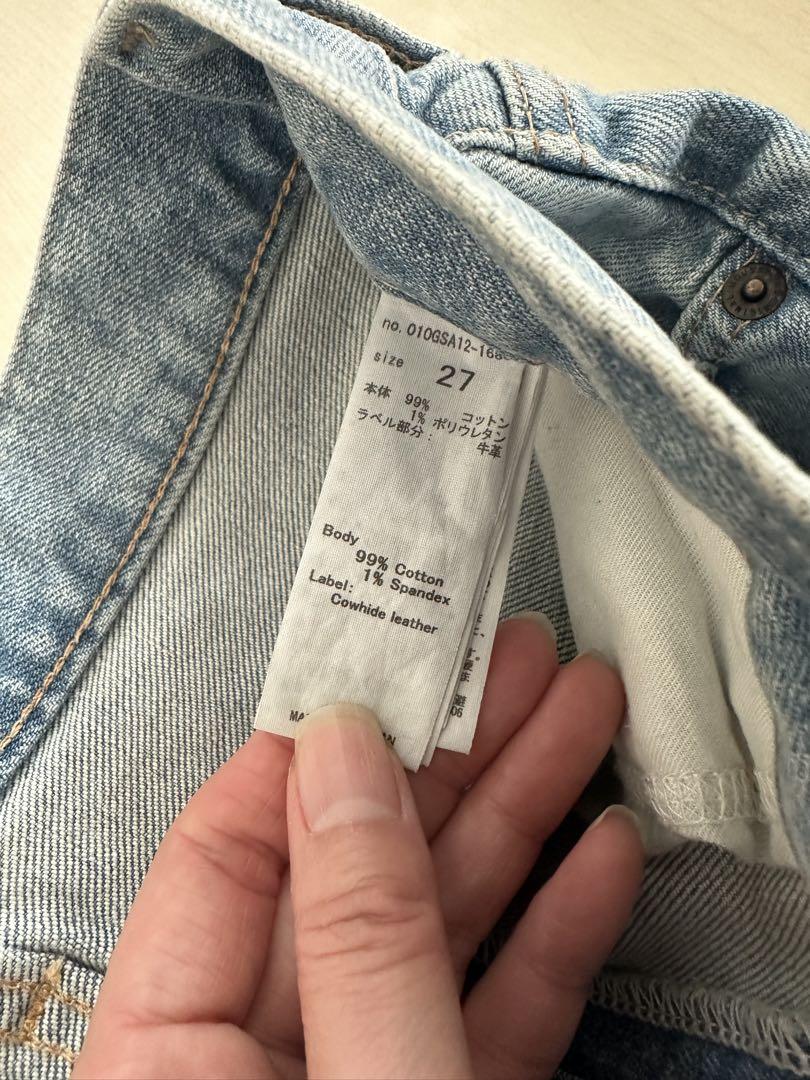 no. 010GSA12-168
size 27
本体 99% コットン
1% ポリウレタン
ラベル部分: 牛革
Body
99% Cotton
1% Spandex
Label:
Cowhide leather
06